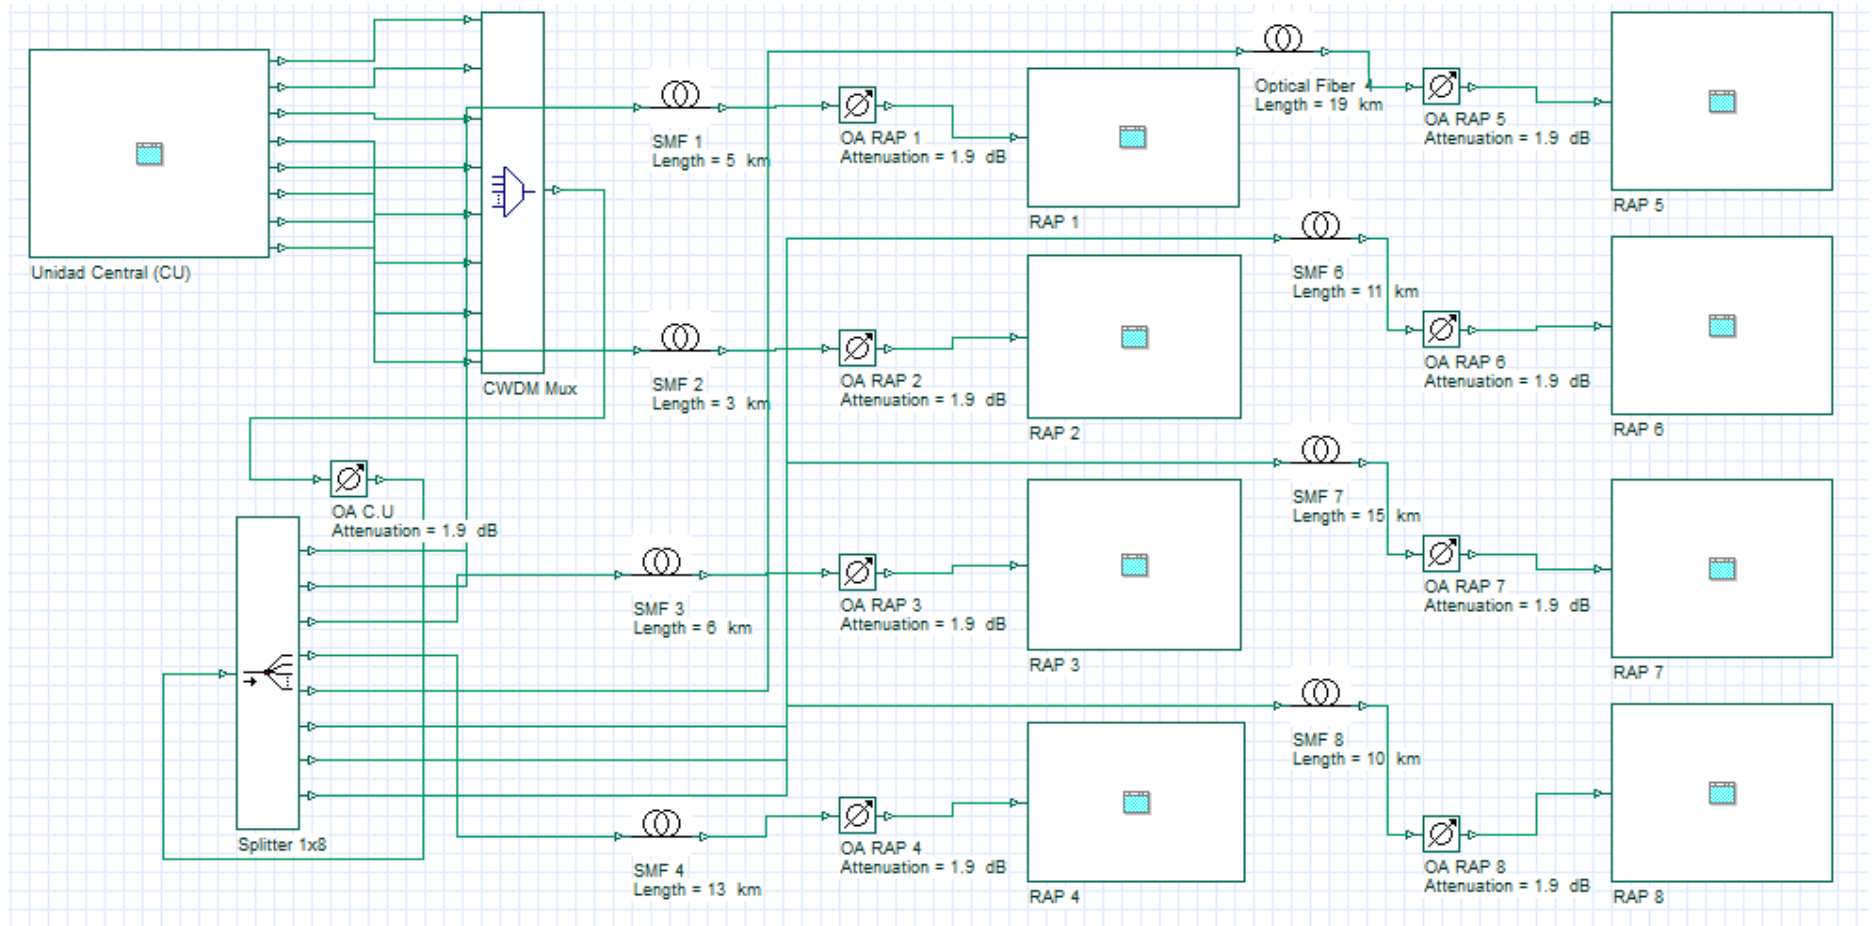 Unidad Central (CU)
CWDM Mux
OA C.U
Attenuation = 1.9 dB
Splitter 1x8
SMF 1
Length = 5 km
OA RAP 1
Attenuation = 1.9 dB
RAP 1
SMF 2
Length = 3 km
OA RAP 2
Attenuation = 1.9 dB
RAP 2
SMF 3
Length = 6 km
OA RAP 3
Attenuation = 1.9 dB
RAP 3
SMF 4
Length = 13 km
OA RAP 4
Attenuation = 1.9 dB
RAP 4
Optical Fiber 4
Length = 19 km
OA RAP 5
Attenuation = 1.9 dB
RAP 5
SMF 6
Length = 11 km
OA RAP 6
Attenuation = 1.9 dB
RAP 6
SMF 7
Length = 15 km
OA RAP 7
Attenuation = 1.9 dB
RAP 7
SMF 8
Length = 10 km
OA RAP 8
Attenuation = 1.9 dB
RAP 8